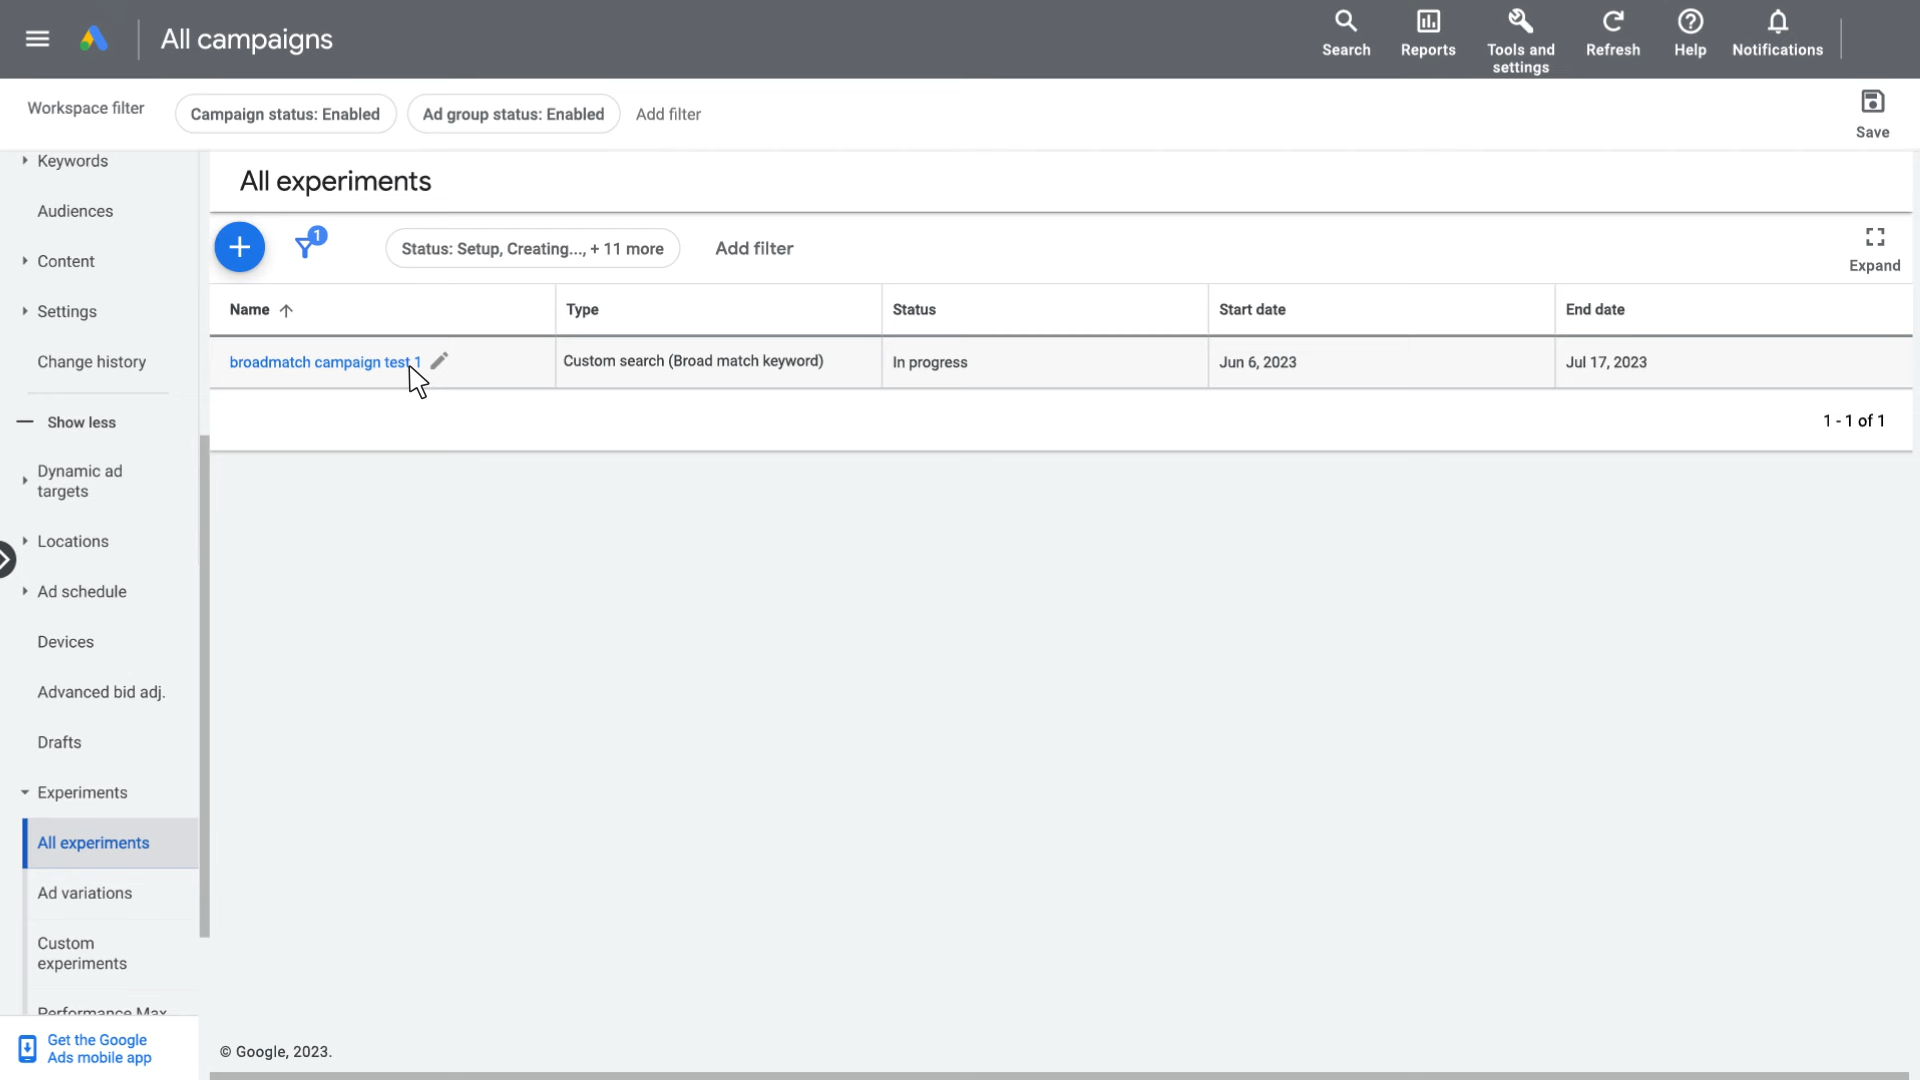 All campaigns
Search
Reports
Tools and
settings
Refresh
Help
Notifications
Workspace filter
Campaign status: Enabled
Ad group status: Enabled
Add filter
Save
Keywords
Audiences
Content
Settings
Change history
Show less
Dynamic ad
targets
Locations
Ad schedule
Devices
Advanced bid adj.
Drafts
Experiments
All experiments
Ad variations
Custom
experiments
Performance Max
Get the Google
Ads mobile app
All experiments
1
Status: Setup, Creating..., + 11 more
Add filter
Expand
Name
Type
Status
Start date
End date
broadmatch campaign test 1
Custom search (Broad match keyword)
In progress
Jun 6, 2023
Jul 17, 2023
1 - 1 of 1
© Google, 2023.